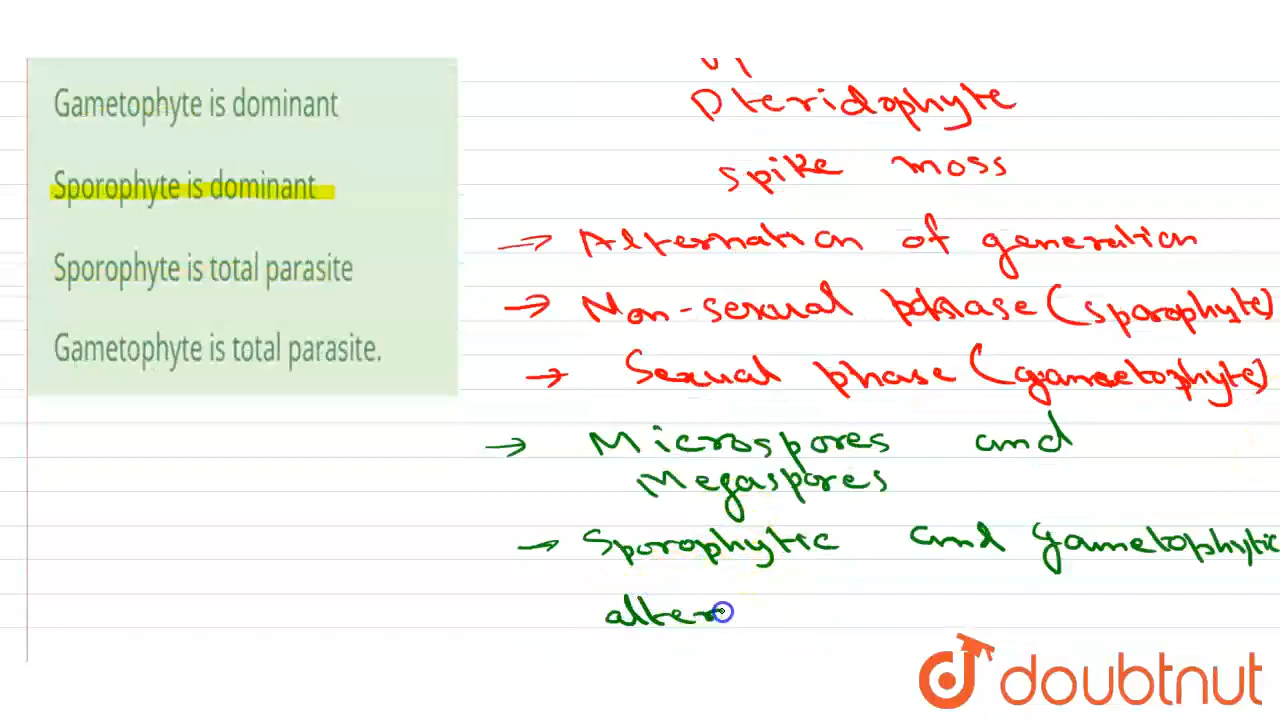 Gametophyte is dominant
Sporophyte is dominant
Sporophyte is total parasite
Gametophyte is total parasite.
Pteridophyte
spike moss
→ Alternation of generation
→ Non-sexual phase (sporophyte)
→ Sexual phase (gametophyte)
→ Microspores and
Megaspores
→ Sporophytic and gametophytic
alter
doubtnut